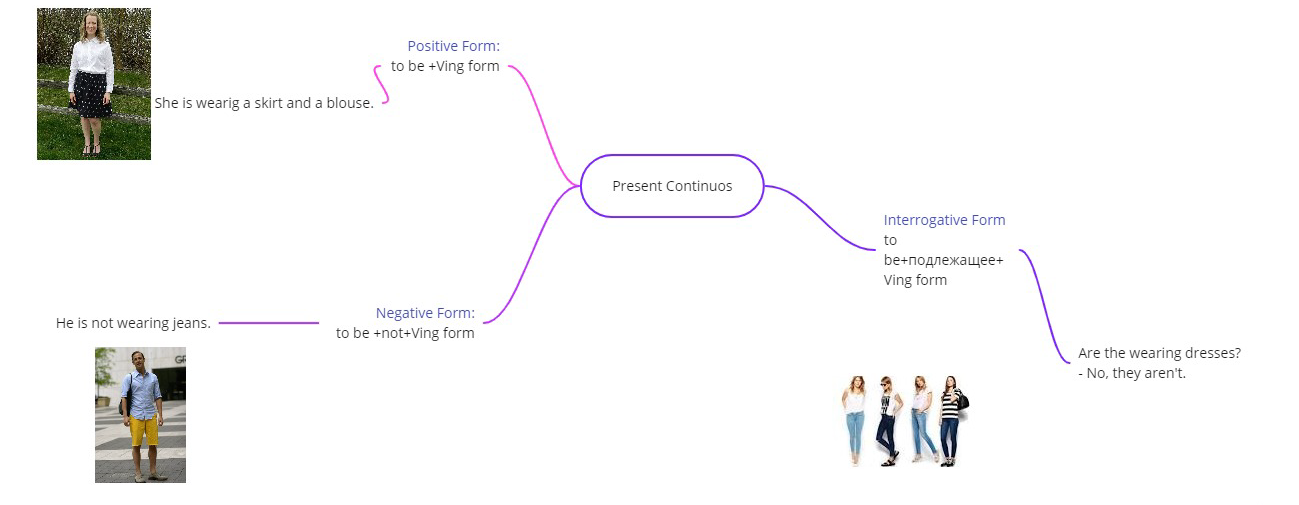 Positive Form:
to be +Ving form
She is wearig a skirt and a blouse.
Present Continuos
Interrogative Form
to
be+подлежащее+
Ving form
Negative Form:
to be +not+Ving form
He is not wearing jeans.
Are the wearing dresses?
- No, they aren't.
GR